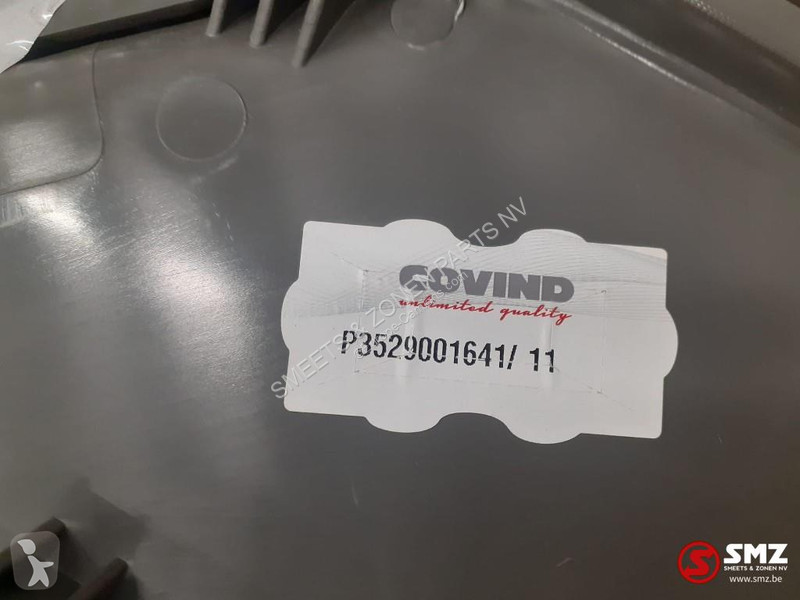 COVIND
unlimited quality
P3529001641/ 11
SMEETS & ZONEN PARTS NV
SMZ
SMEETS & ZONEN NV
www.smz.be